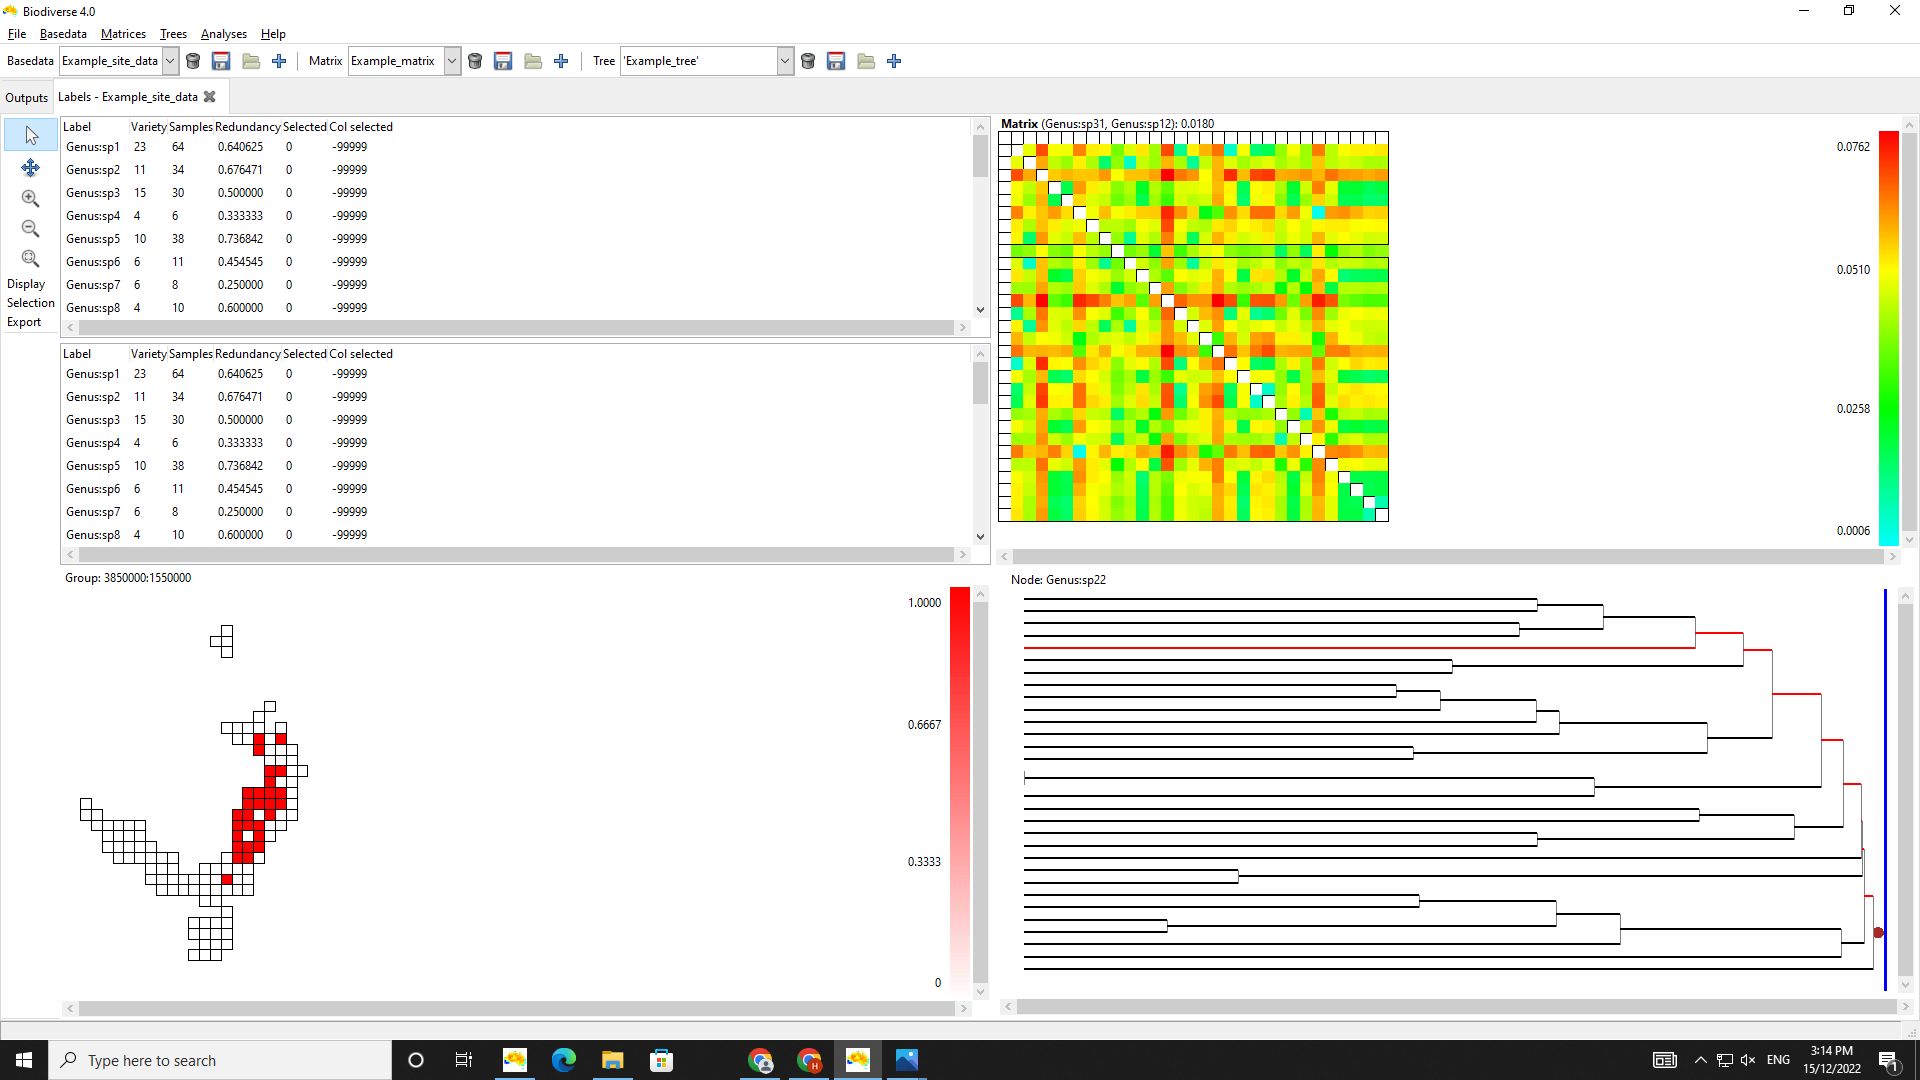 Biodiverse 4.0
File Basedata Matrices Trees Analyses Help
Basedata Example_site_data Matrix Example_matrix Tree 'Example_tree'
Outputs Labels - Example_site_data
Label Variety Samples Redundancy Selected Col selected
Genus:sp1 23 64 0.640625 0 -99999
Genus:sp2 11 34 0.676471 0 -99999
Genus:sp3 15 30 0.500000 0 -99999
Genus:sp4 4 6 0.333333 0 -99999
Genus:sp5 10 38 0.736842 0 -99999
Genus:sp6 6 11 0.454545 0 -99999
Genus:sp7 6 8 0.250000 0 -99999
Genus:sp8 4 10 0.600000 0 -99999
Display
Selection
Export
Label Variety Samples Redundancy Selected Col selected
Genus:sp1 23 64 0.640625 0 -99999
Genus:sp2 11 34 0.676471 0 -99999
Genus:sp3 15 30 0.500000 0 -99999
Genus:sp4 4 6 0.333333 0 -99999
Genus:sp5 10 38 0.736842 0 -99999
Genus:sp6 6 11 0.454545 0 -99999
Genus:sp7 6 8 0.250000 0 -99999
Genus:sp8 4 10 0.600000 0 -99999
Matrix (Genus:sp31, Genus:sp12): 0.0180
0.0762
0.0510
0.0258
0.0006
Group: 3850000:1550000
1.0000
0.6667
0.3333
0
Node: Genus:sp22
Type here to search
H
ENG
3:14 PM
15/12/2022
1